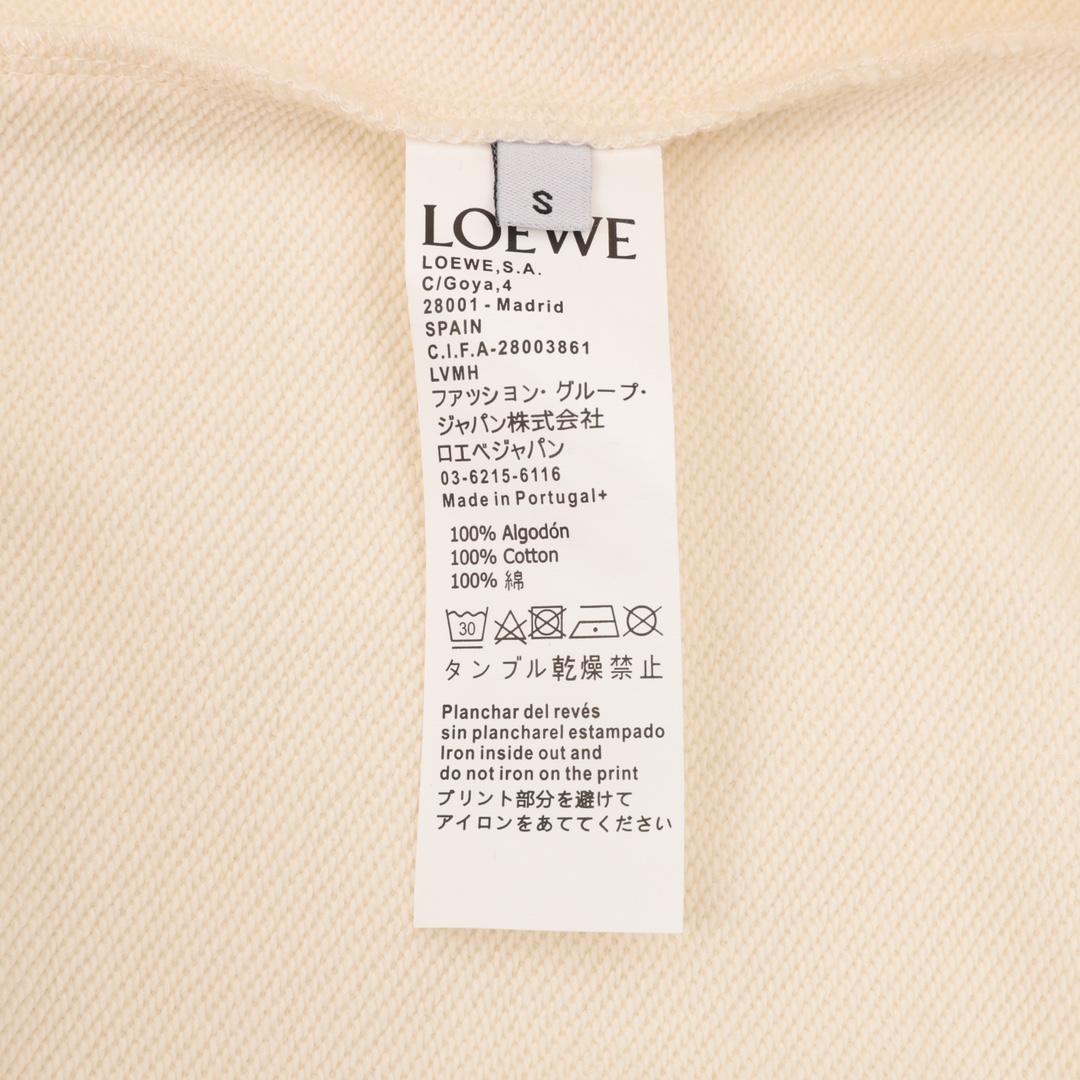 S
LOEWE
LOEWE,S.A.
C/Goya,4
28001 - Madrid
SPAIN
C.I.F.A-28003861
LVMH
ファッション・グループ・
ジャパン株式会社
ロエベジャパン
03-6215-6116
Made in Portugal+
100% Algodón
100% Cotton
100% 綿
30
タンブル乾燥禁止
Planchar del revés
sin plancharel estampado
Iron inside out and
do not iron on the print
プリント部分を避けて
アイロンをあててください